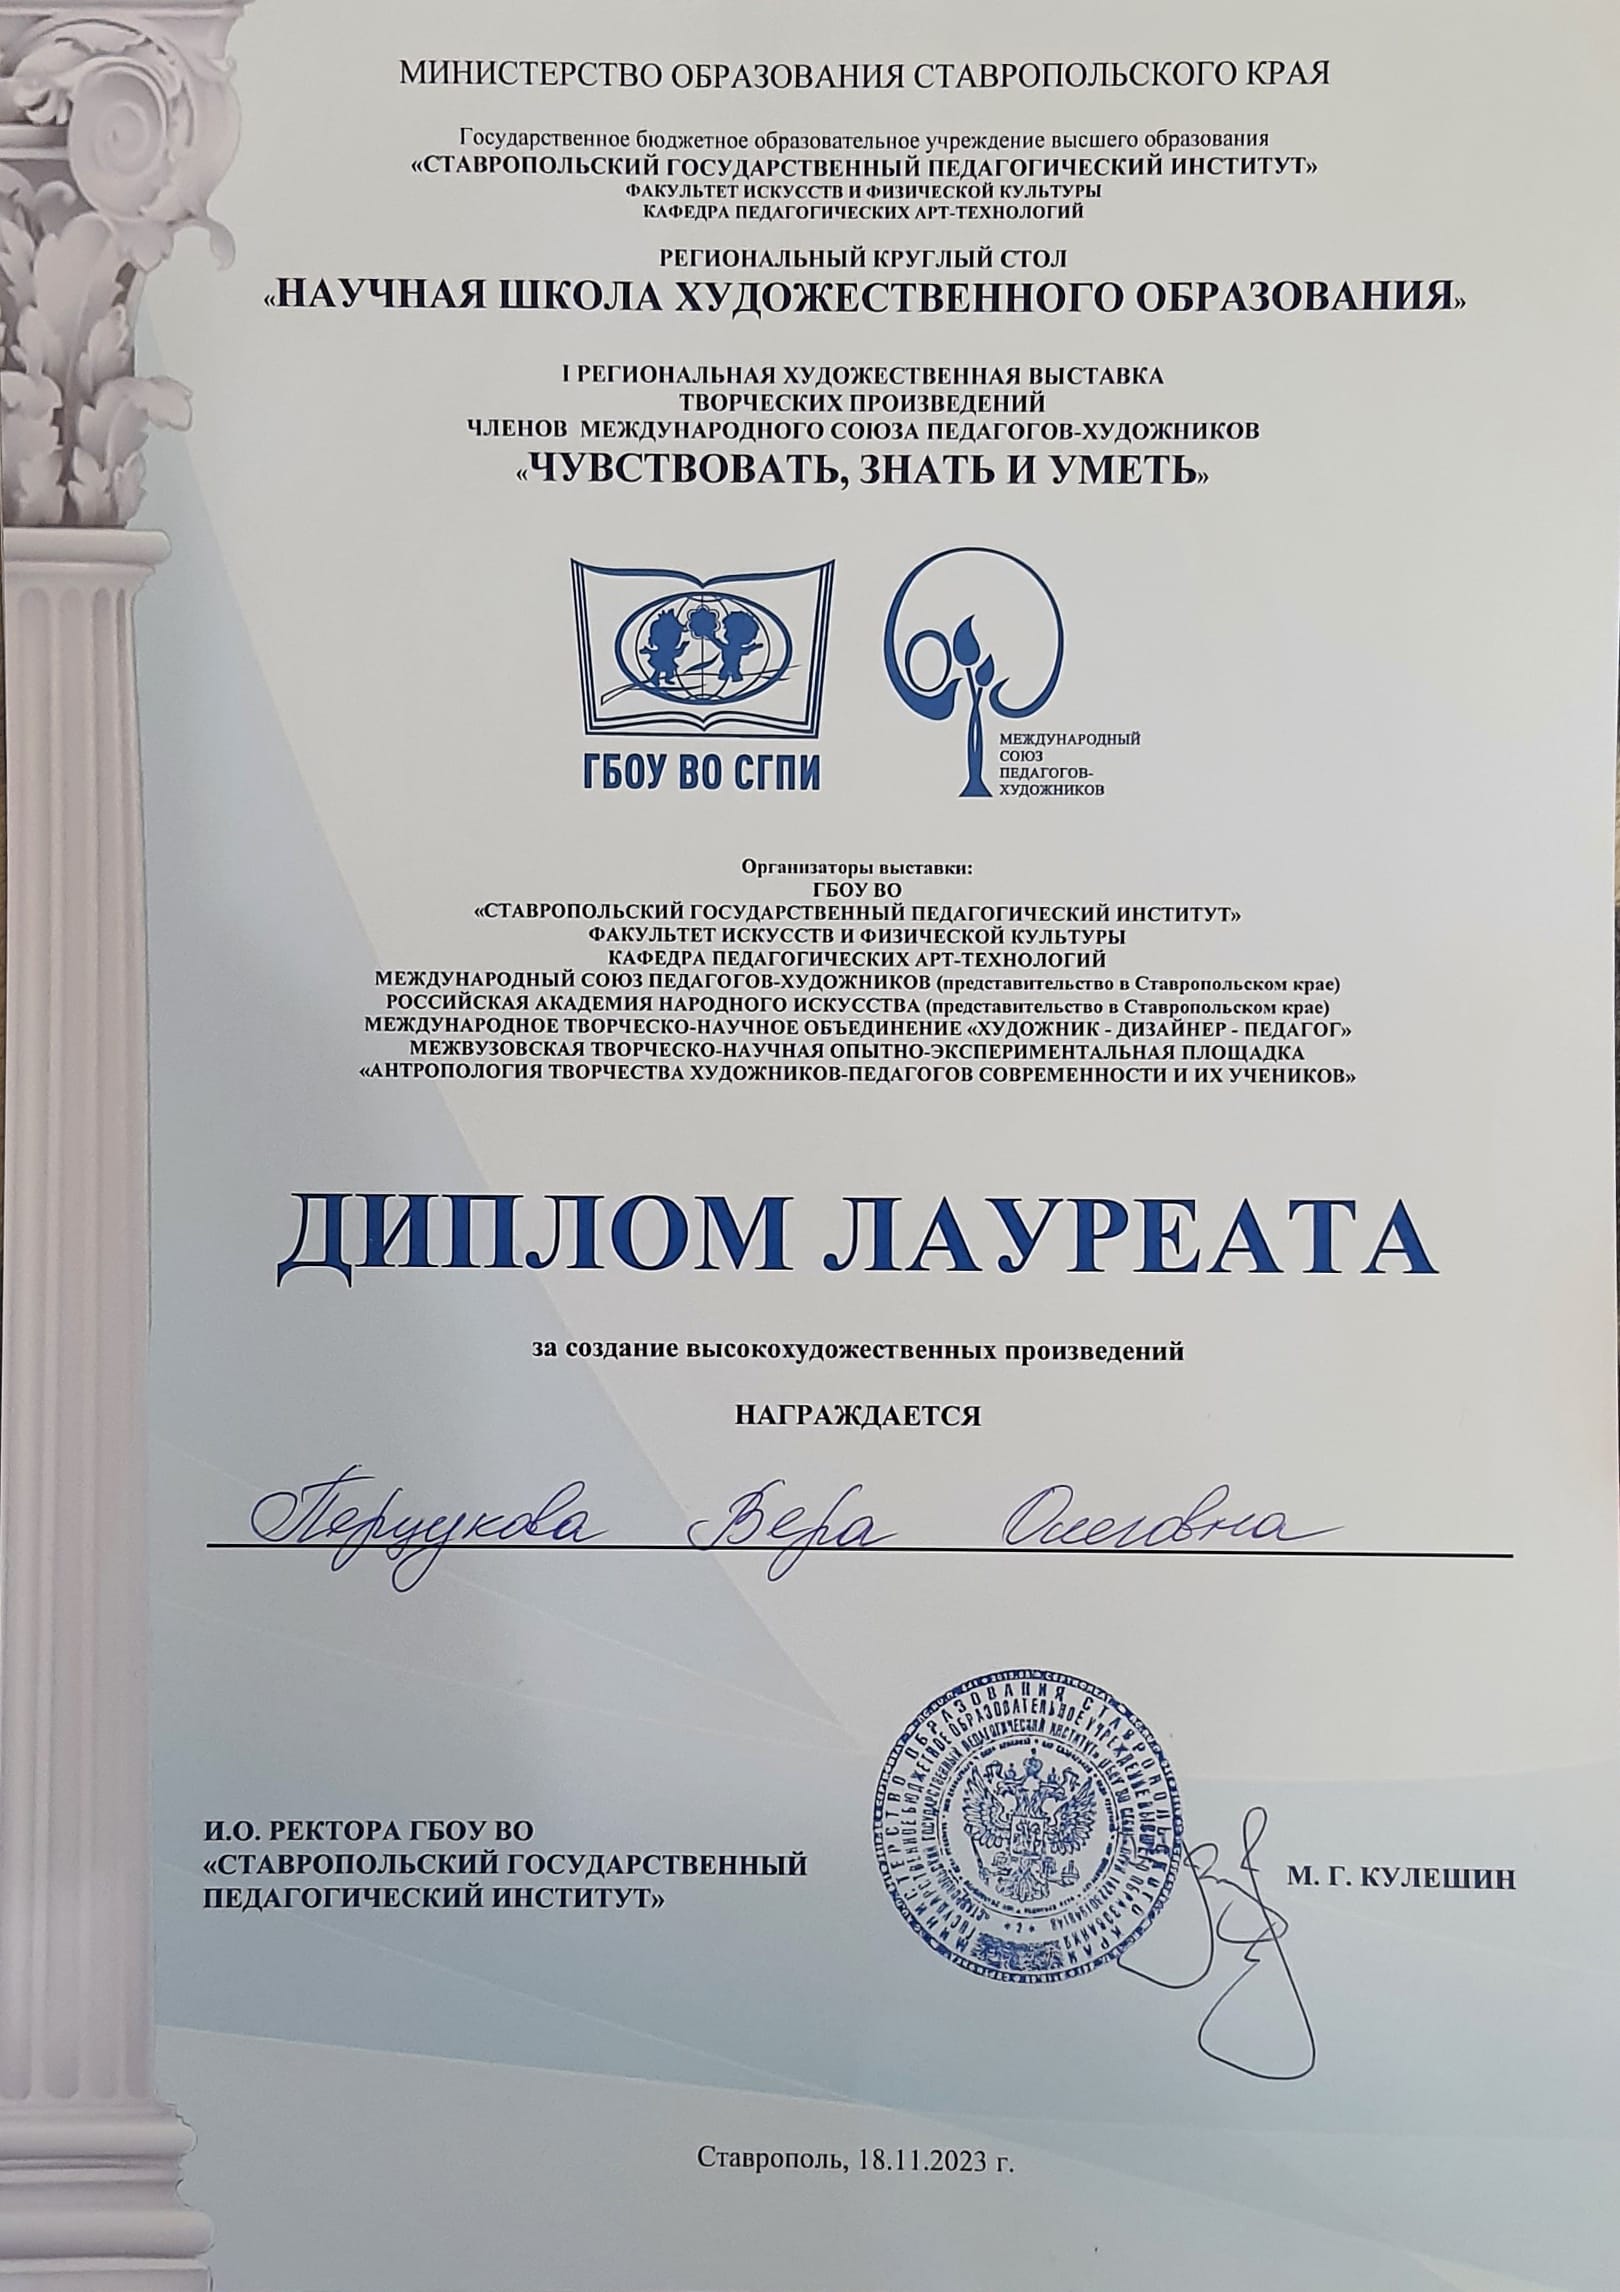 МИНИСТЕРСТВО ОБРАЗОВАНИЯ СТАВРОПОЛЬСКОГО КРАЯ
Государственное бюджетное образовательное учреждение высшего образования
«СТАВРОПОЛЬСКИЙ ГОСУДАРСТВЕННЫЙ ПЕДАГОГИЧЕСКИЙ ИНСТИТУТ»
ФАКУЛЬТЕТ ИСКУССТВ И ФИЗИЧЕСКОЙ КУЛЬТУРЫ
КАФЕДРА ПЕДАГОГИЧЕСКИХ АРТ-ТЕХНОЛОГИЙ
РЕГИОНАЛЬНЫЙ КРУГЛЫЙ СТОЛ
«НАУЧНАЯ ШКОЛА ХУДОЖЕСТВЕННОГО ОБРАЗОВАНИЯ»
I РЕГИОНАЛЬНАЯ ХУДОЖЕСТВЕННАЯ ВЫСТАВКА
ТВОРЧЕСКИХ ПРОИЗВЕДЕНИЙ
ЧЛЕНОВ МЕЖДУНАРОДНОГО СОЮЗА ПЕДАГОГОВ-ХУДОЖНИКОВ
«ЧУВСТВОВАТЬ, ЗНАТЬ И УМЕТЬ»
ГБОУ ВО СГПИ
МЕЖДУНАРОДНЫЙ
СОЮЗ
ПЕДАГОГОВ-
ХУДОЖНИКОВ
Организаторы выставки:
ГБОУ ВО
«СТАВРОПОЛЬСКИЙ ГОСУДАРСТВЕННЫЙ ПЕДАГОГИЧЕСКИЙ ИНСТИТУТ»
ФАКУЛЬТЕТ ИСКУССТВ И ФИЗИЧЕСКОЙ КУЛЬТУРЫ
КАФЕДРА ПЕДАГОГИЧЕСКИХ АРТ-ТЕХНОЛОГИЙ
МЕЖДУНАРОДНЫЙ СОЮЗ ПЕДАГОГОВ-ХУДОЖНИКОВ (представительство в Ставропольском крае)
РОССИЙСКАЯ АКАДЕМИЯ НАРОДНОГО ИСКУССТВА (представительство в Ставропольском крае)
МЕЖДУНАРОДНОЕ ТВОРЧЕСКО-НАУЧНОЕ ОБЪЕДИНЕНИЕ «ХУДОЖНИК - ДИЗАЙНЕР - ПЕДАГОГ»
МЕЖВУЗОВСКАЯ ТВОРЧЕСКО-НАУЧНАЯ ОПЫТНО-ЭКСПЕРИМЕНТАЛЬНАЯ ПЛОЩАДКА
«АНТРОПОЛОГИЯ ТВОРЧЕСТВА ХУДОЖНИКОВ-ПЕДАГОГОВ СОВРЕМЕННОСТИ И ИХ УЧЕНИКОВ»
ДИПЛОМ ЛАУРЕАТА
за создание высокохудожественных произведений
НАГРАЖДАЕТСЯ
Перцукова Вера Олеговна
МИНИСТЕРСТВО ОБРАЗОВАНИЯ СТАВРОПОЛЬСКОГО КРАЯ
И.О. РЕКТОРА ГБОУ ВО
«СТАВРОПОЛЬСКИЙ ГОСУДАРСТВЕННЫЙ
ПЕДАГОГИЧЕСКИЙ ИНСТИТУТ»
М. Г. КУЛЕШИН
Ставрополь, 18.11.2023 г.